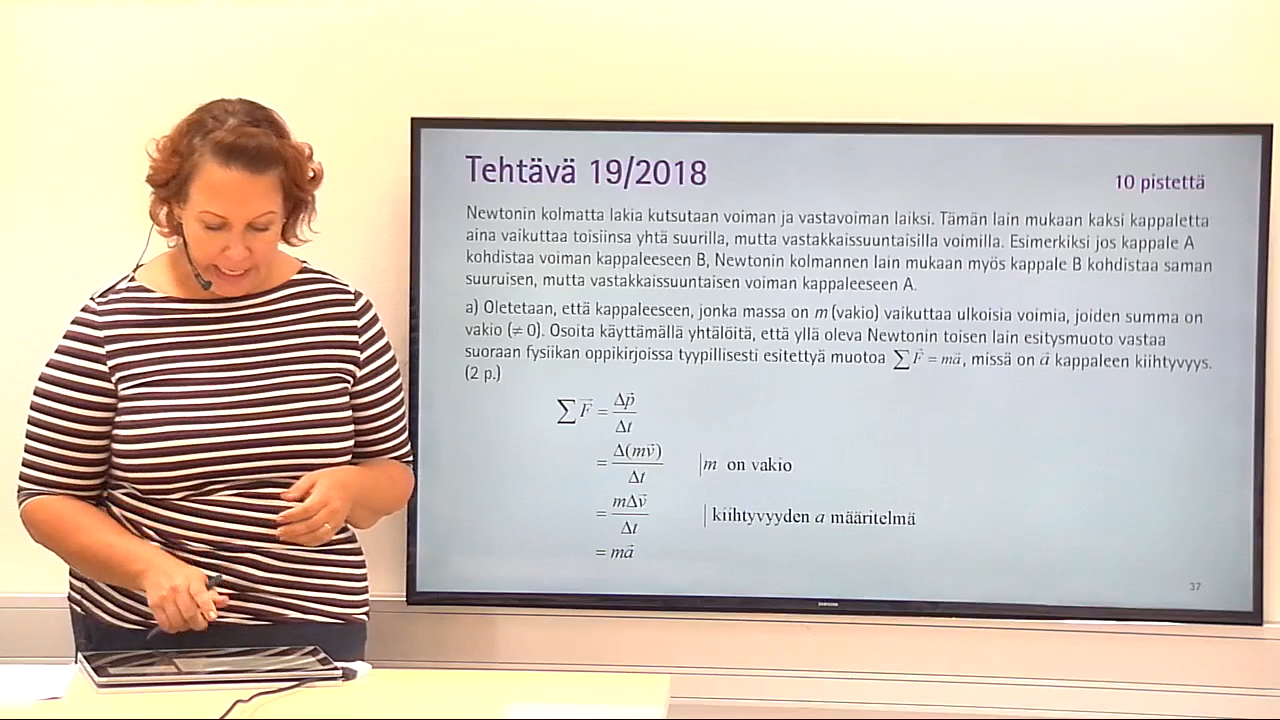 Tehtävä 19/2018
10 pistettä
Newtonin kolmatta lakia kutsutaan voiman ja vastavoiman laiksi. Tämän lain mukaan kaksi kappaletta
aina vaikuttaa toisiinsa yhtä suurilla, mutta vastakkaissuuntaisilla voimilla. Esimerkiksi jos kappale A
kohdistaa voiman kappaleeseen B, Newtonin kolmannen lain mukaan myös kappale B kohdistaa saman
suuruisen, mutta vastakkaissuuntaisen voiman kappaleeseen A.
a) Oletetaan, että kappaleeseen, jonka massa on m (vakio) vaikuttaa ulkoisia voimia, joiden summa on
vakio (≠ 0). Osoita käyttämällä yhtälöitä, että yllä oleva Newtonin toisen lain esitysmuoto vastaa
suoraan fysiikan oppikirjoissa tyypillisesti esitettyä muotoa ∑F⃗ = ma⃗, missä on a⃗ kappaleen kiihtyvyys.
(2 p.)
∑F⃗ = Δp⃗/Δt
= Δ(mv⃗)/Δt |m on vakio
= mΔv⃗/Δt | kiihtyvyyden a määritelmä
= ma⃗
37
SAMSUNG